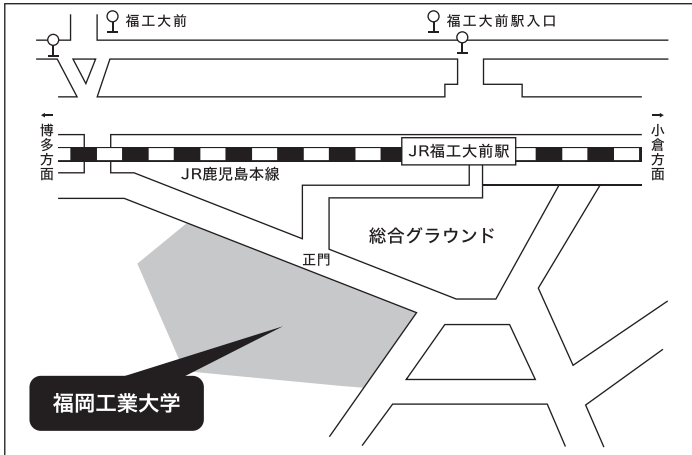 福工大前
福工大前駅入口
←博多方面
→小倉方面
JR福工大前駅
JR鹿児島本線
総合グラウンド
正門
福岡工業大学